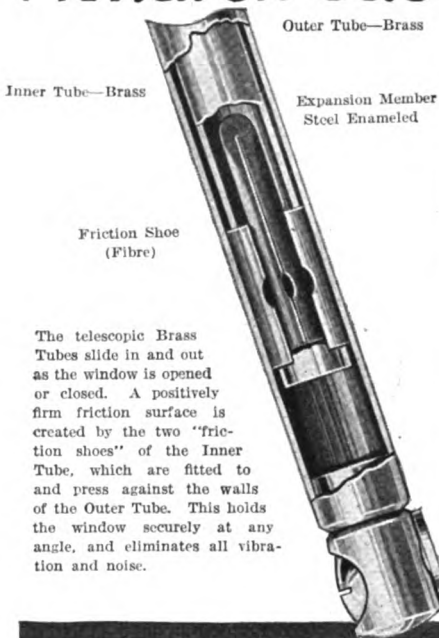 Outer Tube—Brass
Inner Tube—Brass
Expansion Member
Steel Enameled
Friction Shoe
(Fibre)
The telescopic Brass
Tubes slide in and out
as the window is opened
or closed. A positively
firm friction surface is
created by the two "fric-
tion shoes" of the Inner
Tube, which are fitted to
and press against the walls
of the Outer Tube. This holds
the window securely at any
angle, and eliminates all vibra-
tion and noise.